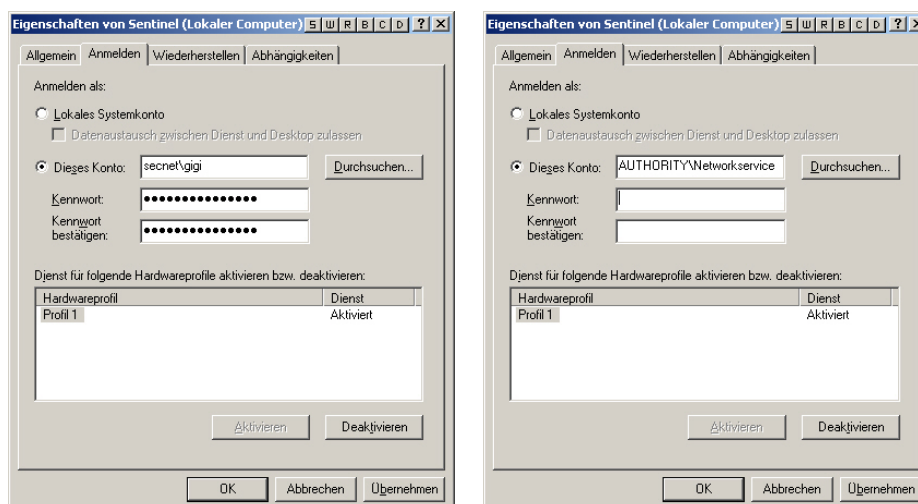 Eigenschaften von Sentinel (Lokaler Computer) S W R B C D ? X
Allgemein Anmelden Wiederherstellen Abhängigkeiten
Anmelden als:
Lokales Systemkonto
Datenaustausch zwischen Dienst und Desktop zulassen
Dieses Konto: secnet\gigi Durchsuchen...
Kennwort: ●●●●●●●●●●●●●●●
Kennwort
bestätigen: ●●●●●●●●●●●●●●●
Dienst für folgende Hardwareprofile aktivieren bzw. deaktivieren:
Hardwareprofil Dienst
Profil 1 Aktiviert
Aktivieren Deaktivieren
OK Abbrechen Übernehmen
Eigenschaften von Sentinel (Lokaler Computer) S W R B C D ? X
Allgemein Anmelden Wiederherstellen Abhängigkeiten
Anmelden als:
Lokales Systemkonto
Datenaustausch zwischen Dienst und Desktop zulassen
Dieses Konto: AUTHORITY\Networkservice Durchsuchen...
Kennwort:
Kennwort
bestätigen:
Dienst für folgende Hardwareprofile aktivieren bzw. deaktivieren:
Hardwareprofil Dienst
Profil 1 Aktiviert
Aktivieren Deaktivieren
OK Abbrechen Übernehmen